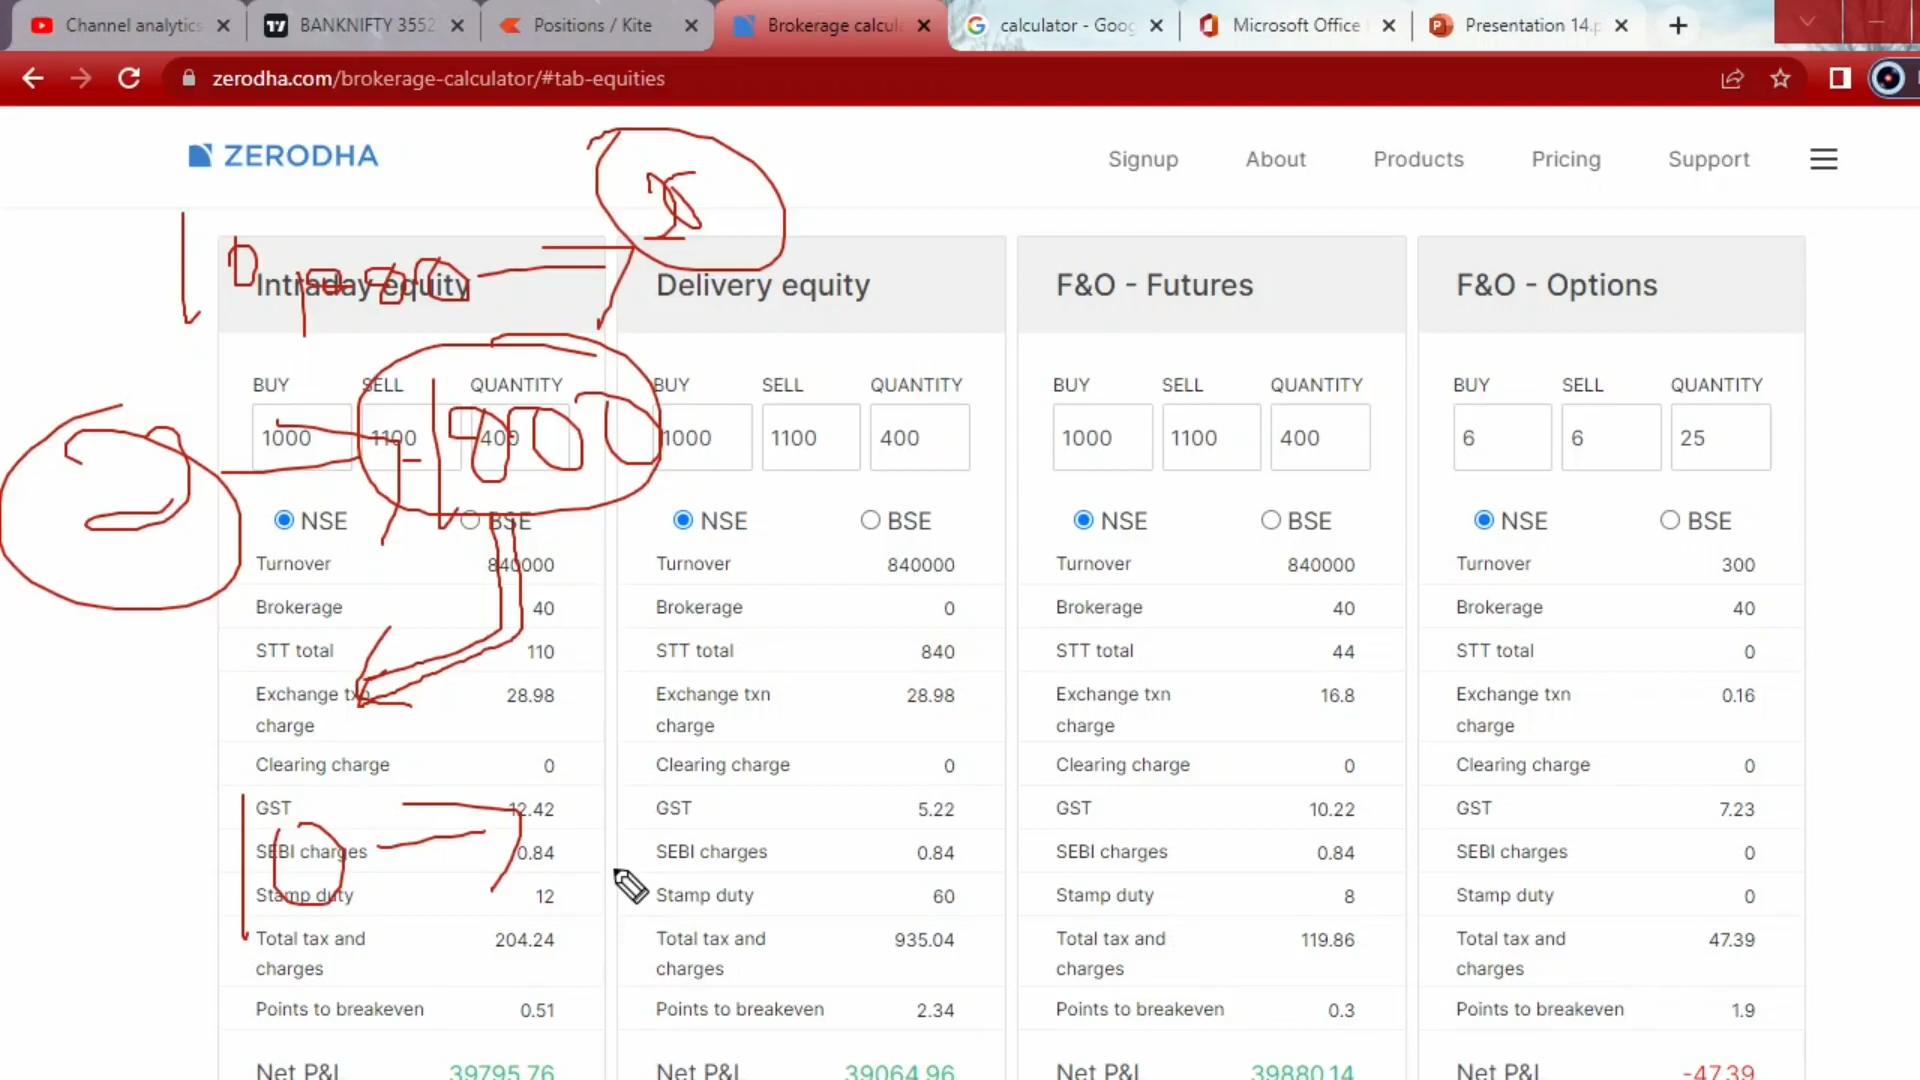 Channel analytics
BANKNIFTY 3552
Positions / Kite
Brokerage calcul
calculator - Goog
Microsoft Office
Presentation 14.p
zerodha.com/brokerage-calculator/#tab-equities
ZERODHA
Signup
About
Products
Pricing
Support
Intraday equity
Delivery equity
F&O - Futures
F&O - Options
BUY SELL QUANTITY
BUY SELL QUANTITY
BUY SELL QUANTITY
BUY SELL QUANTITY
1000 1100 400
1000 1100 400
1000 1100 400
6 6 25
NSE BSE
NSE BSE
NSE BSE
NSE BSE
Turnover 840000
Turnover 840000
Turnover 840000
Turnover 300
Brokerage 40
Brokerage 0
Brokerage 40
Brokerage 40
STT total 110
STT total 840
STT total 44
STT total 0
Exchange txn 28.98
charge
Exchange txn 28.98
charge
Exchange txn 16.8
charge
Exchange txn 0.16
charge
Clearing charge 0
Clearing charge 0
Clearing charge 0
Clearing charge 0
GST 12.42
GST 5.22
GST 10.22
GST 7.23
SEBI charges 0.84
SEBI charges 0.84
SEBI charges 0.84
SEBI charges 0
Stamp duty 12
Stamp duty 60
Stamp duty 8
Stamp duty 0
Total tax and 204.24
charges
Total tax and 935.04
charges
Total tax and 119.86
charges
Total tax and 47.39
charges
Points to breakeven 0.51
Points to breakeven 2.34
Points to breakeven 0.3
Points to breakeven 1.9
Net P&L 39795.76
Net P&L 39064.96
Net P&L 39880.14
Net P&L -47.39